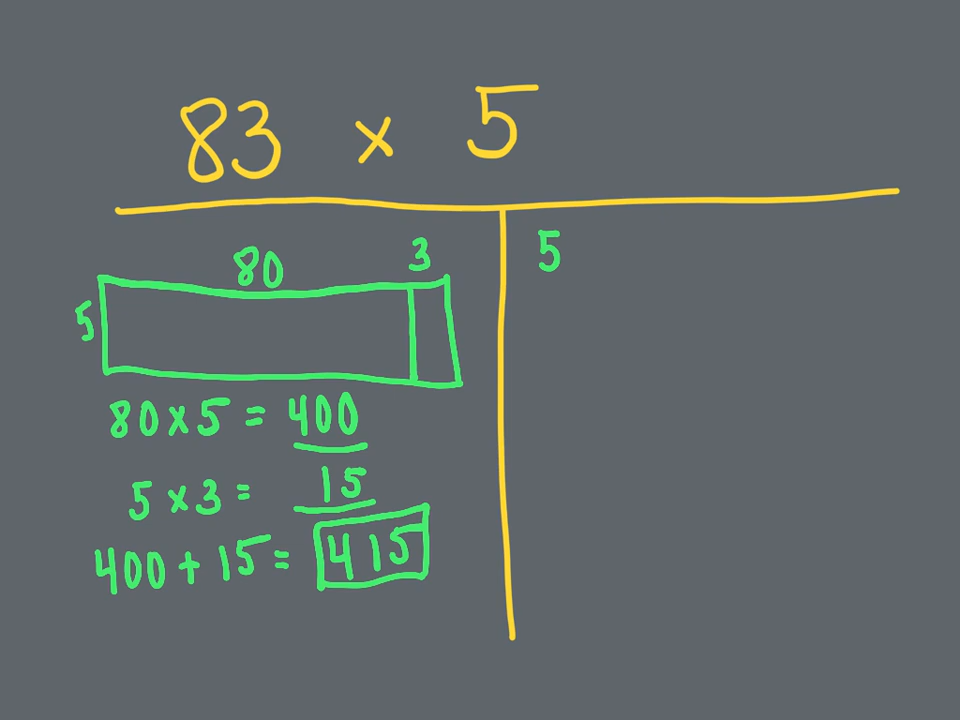 83 x 5
80 3
5
80 x 5 = 400
5 x 3 = 15
400 + 15 = 415
5